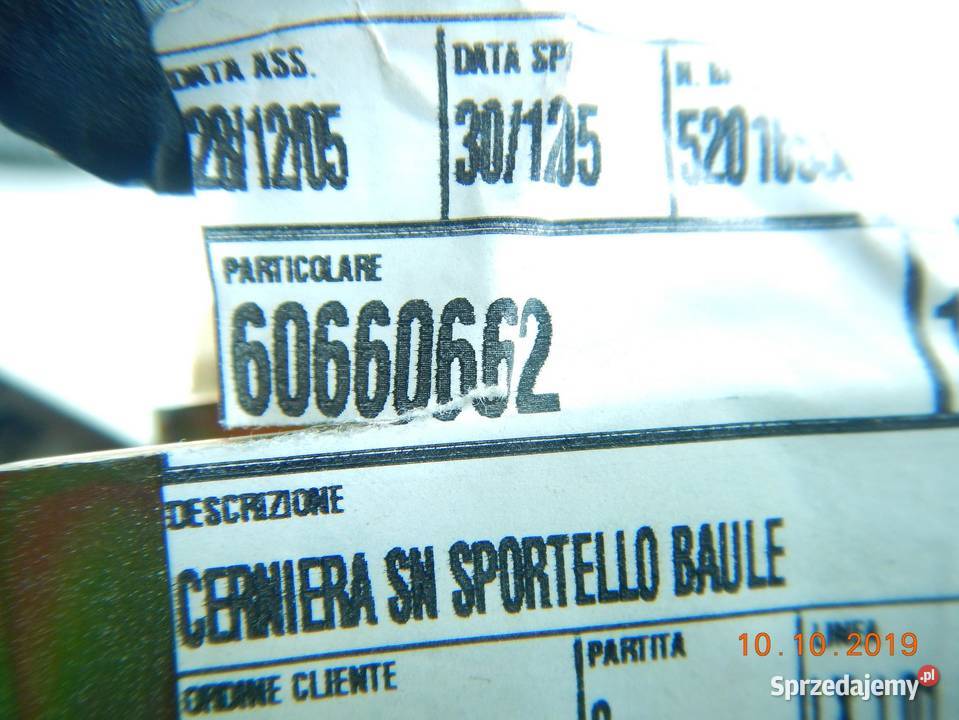 DATA ASS. DATA SP
28/12/05 30/12/05
PARTICOLARE
60660662
DESCRIZIONE
CERNIERA SN SPORTELLO BAULE
ORDINE CLIENTE PARTITA LINEA
10.10.2019
Sprzedajemy.pl